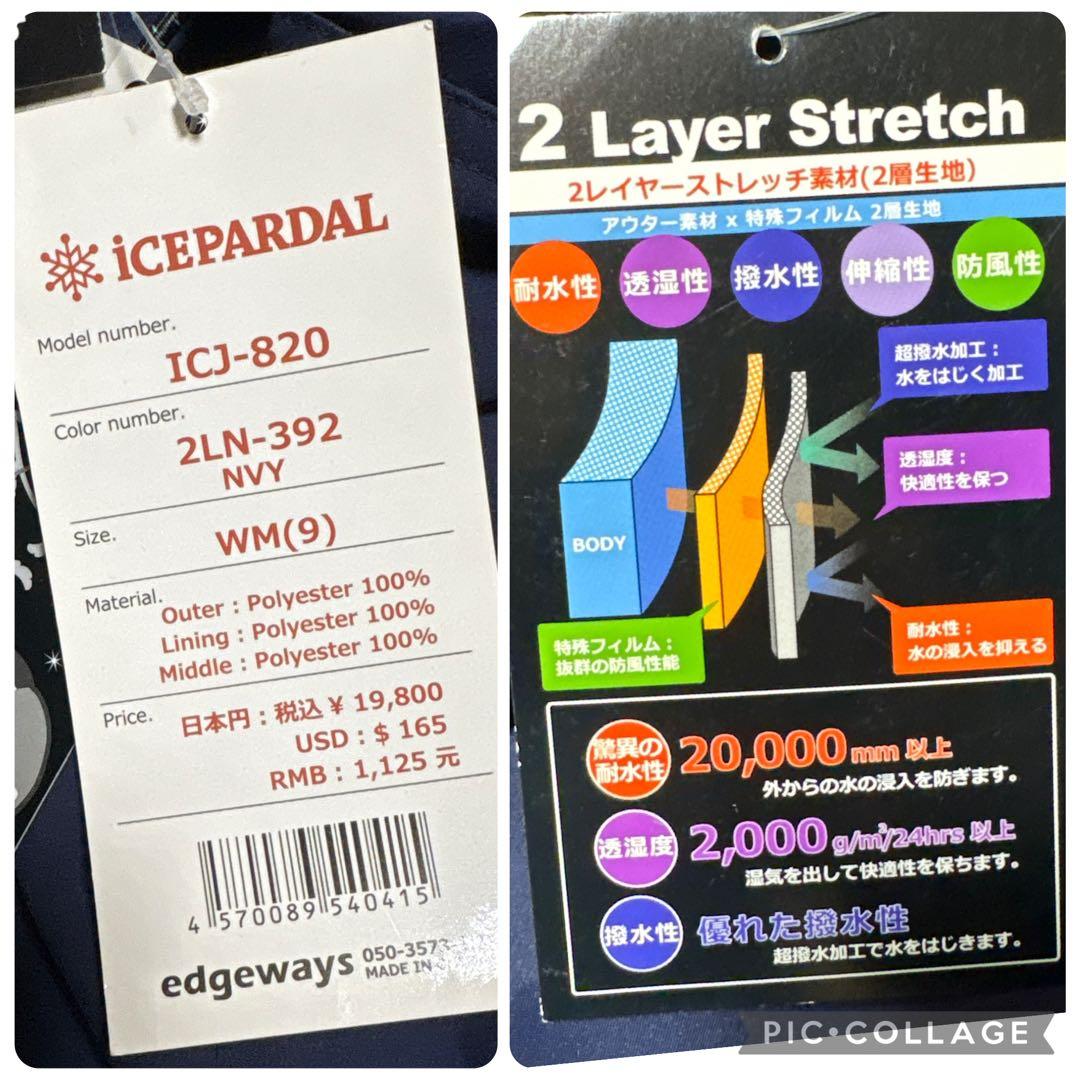 iCEPARDAL
Model number.
ICJ-820
Color number.
2LN-392
NVY
Size.
WM(9)
Material.
Outer : Polyester 100%
Lining : Polyester 100%
Middle : Polyester 100%
Price.
日本円 : 税込 ¥ 19,800
USD : $ 165
RMB : 1,125 元
4 570089 540415
edgeways
050-3573
MADE IN
2 Layer Stretch
2レイヤーストレッチ素材(2層生地)
アウター素材 x 特殊フィルム 2層生地
耐水性
透湿性
撥水性
伸縮性
防風性
超撥水加工：
水をはじく加工
透湿度：
快適性を保つ
BODY
特殊フィルム：
抜群の防風性能
耐水性：
水の浸入を抑える
驚異の
耐水性
20,000mm 以上
外からの水の浸入を防ぎます。
透湿度
2,000g/m²/24hrs 以上
湿気を出して快適性を保ちます。
撥水性
優れた撥水性
超撥水加工で水をはじきます。
PIC•COLLAGE